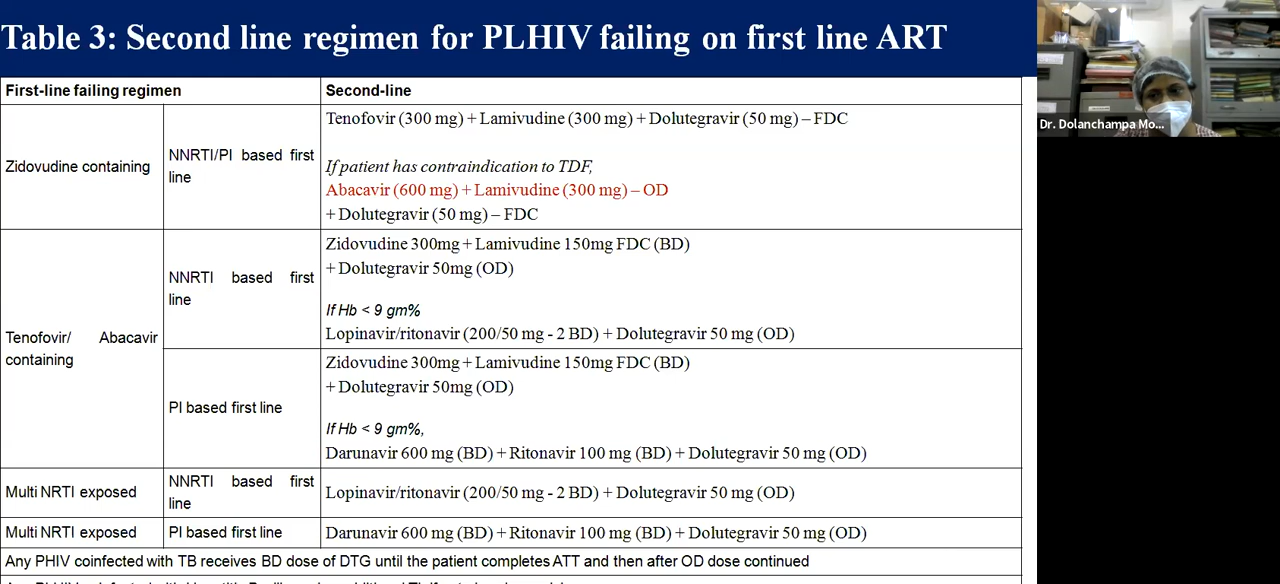 Table 3: Second line regimen for PLHIV failing on first line ART
First-line failing regimen
Second-line
Zidovudine containing
NNRTI/PI based first
line
Tenofovir (300 mg) + Lamivudine (300 mg) + Dolutegravir (50 mg) – FDC
If patient has contraindication to TDF,
Abacavir (600 mg) + Lamivudine (300 mg) – OD
+ Dolutegravir (50 mg) – FDC
Tenofovir/ Abacavir
containing
NNRTI based first
line
Zidovudine 300mg + Lamivudine 150mg FDC (BD)
+ Dolutegravir 50mg (OD)
If Hb < 9 gm%
Lopinavir/ritonavir (200/50 mg - 2 BD) + Dolutegravir 50 mg (OD)
PI based first line
Zidovudine 300mg + Lamivudine 150mg FDC (BD)
+ Dolutegravir 50mg (OD)
If Hb < 9 gm%,
Darunavir 600 mg (BD) + Ritonavir 100 mg (BD) + Dolutegravir 50 mg (OD)
Multi NRTI exposed
NNRTI based first
line
Lopinavir/ritonavir (200/50 mg - 2 BD) + Dolutegravir 50 mg (OD)
Multi NRTI exposed
PI based first line
Darunavir 600 mg (BD) + Ritonavir 100 mg (BD) + Dolutegravir 50 mg (OD)
Any PHIV coinfected with TB receives BD dose of DTG until the patient completes ATT and then after OD dose continued
Dr. Dolanchampa Mo...